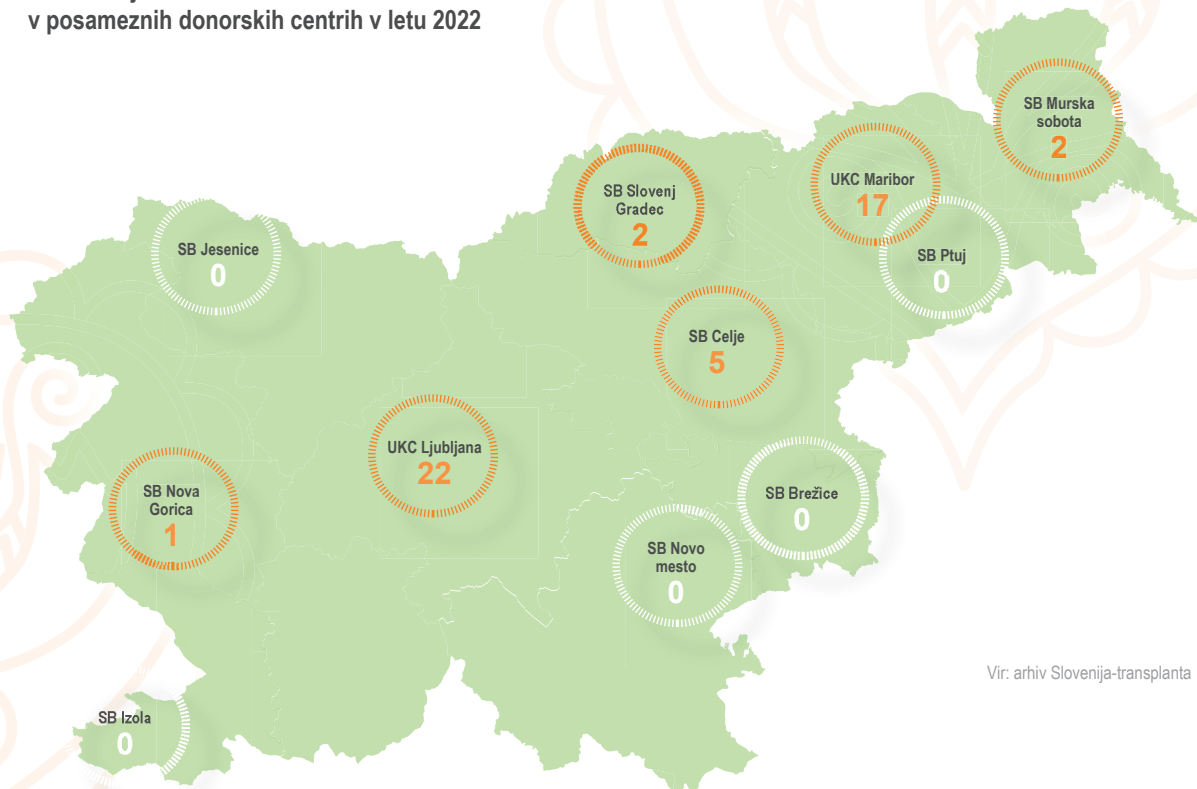 v posameznih donorskih centrih v letu 2022
SB Murska
sobota
2
UKC Maribor
17
SB Slovenj
Gradec
2
SB Jesenice
0
SB Ptuj
0
SB Celje
5
UKC Ljubljana
22
SB Nova
Gorica
1
SB Brežice
0
SB Novo
mesto
0
Vir: arhiv Slovenija-transplanta
SB Izola
0